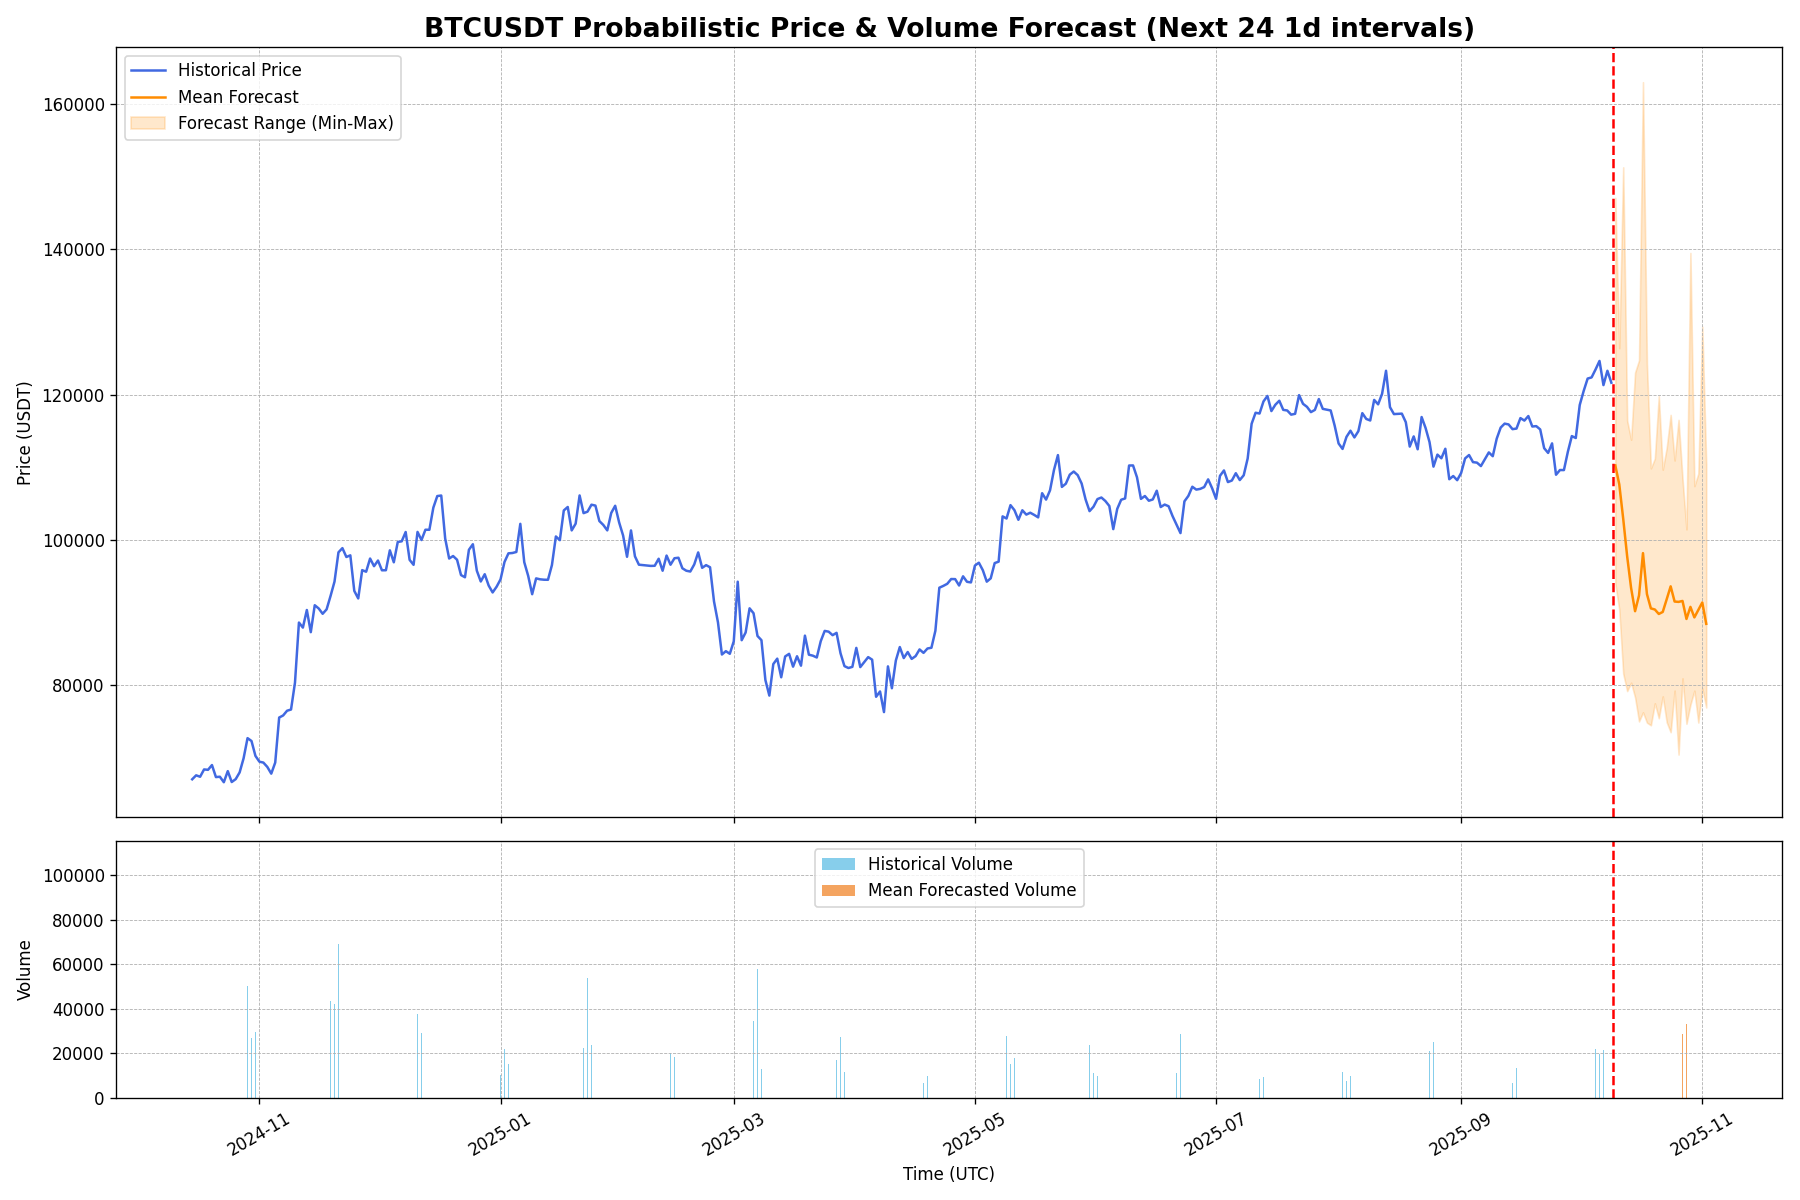 BTCUSDT Probabilistic Price & Volume Forecast (Next 24 1d intervals)
Historical Price
Mean Forecast
Forecast Range (Min-Max)
160000
140000
120000
100000
80000
Price (USDT)
Historical Volume
Mean Forecasted Volume
100000
80000
60000
40000
20000
0
Volume
2024-11
2025-01
2025-03
2025-05
2025-07
2025-09
2025-11
Time (UTC)